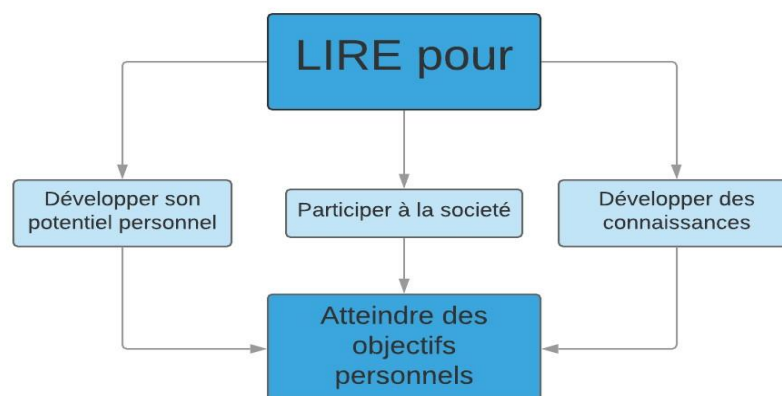 LIRE pour
Développer son
potentiel personnel
Participer à la societé
Développer des
connaissances
Atteindre des
objectifs
personnels